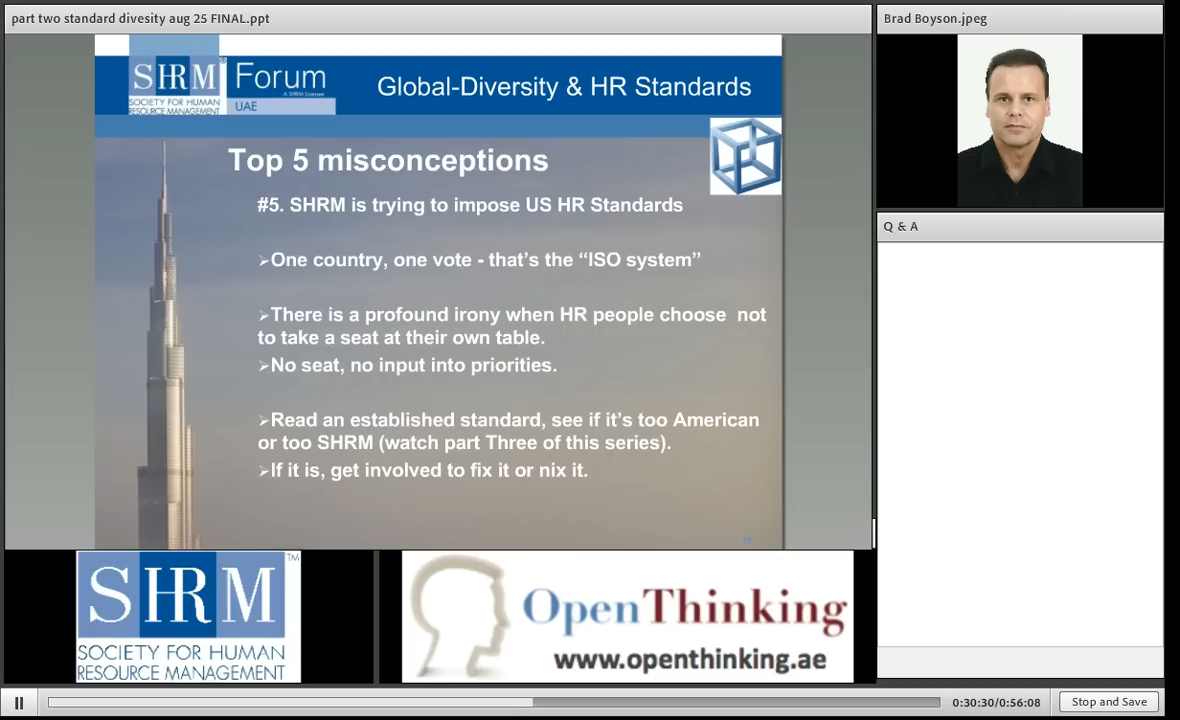 part two standard divesity aug 25 FINAL.ppt
Brad Boyson.jpeg
SHRM
SOCIETY FOR HUMAN
RESOURCE MANAGEMENT
Forum
UAE
Global-Diversity & HR Standards
Top 5 misconceptions
#5. SHRM is trying to impose US HR Standards
➢One country, one vote - that's the “ISO system”
➢There is a profound irony when HR people choose  not
to take a seat at their own table.
➢No seat, no input into priorities.
➢Read an established standard, see if it's too American
or too SHRM (watch part Three of this series).
➢If it is, get involved to fix it or nix it.
Q & A
SHRM™
SOCIETY FOR HUMAN
RESOURCE MANAGEMENT
OpenThinking
www.openthinking.ae
0:30:30/0:56:08
Stop and Save